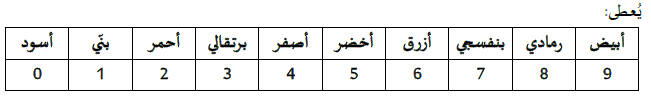 يُعطى:
أبيض رمادي بنفسجي أزرق أخضر أصفر برتقالي أحمر بنّي أسود
9 8 7 6 5 4 3 2 1 0